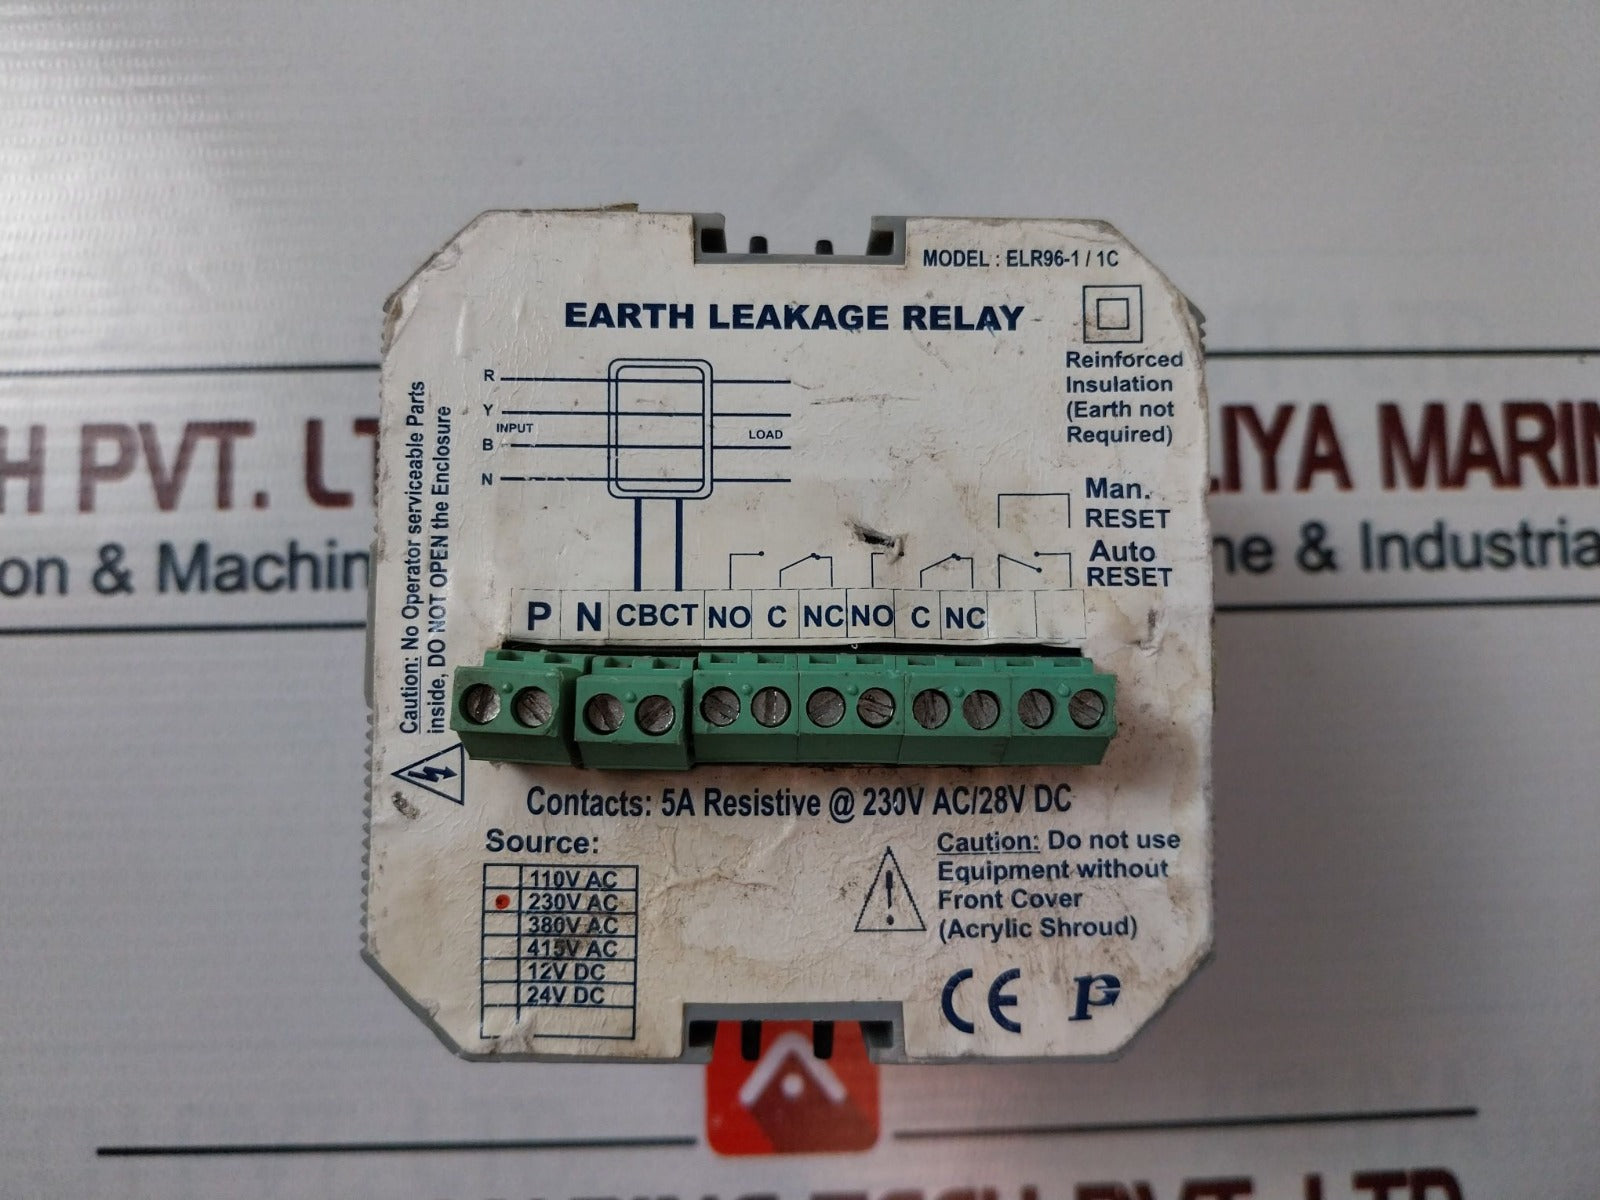 MODEL : ELR96-1 / 1C
EARTH LEAKAGE RELAY
Reinforced
Insulation
(Earth not
Required)
R
Y
INPUT
B
N
LOAD
Man.
RESET
Auto
RESET
P N CBCT NO C NC NO C NC
Caution: No Operator serviceable Parts
inside, DO NOT OPEN the Enclosure
Contacts: 5A Resistive @ 230V AC/28V DC
Source:
110V AC
230V AC
380V AC
415V AC
12V DC
24V DC
Caution: Do not use
Equipment without
Front Cover
(Acrylic Shroud)
CE P
H PVT.
LIYA MARIN
on & Machin
ne & Industria